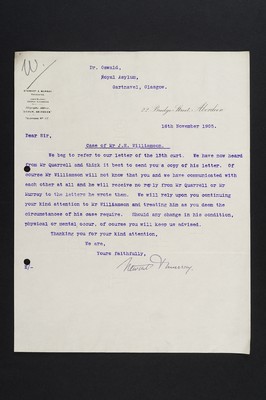 W.
Dr. Oswald,
Royal Asylum,
Gartnavel, Glasgow.
Aberdeen
16th November 1903.
Dear Sir,
Case of Mr J.H. Williamson.
We beg to refer to our letter of the 13th curt. We have now heard
from Mr Quarrell and think it best to send you a copy of his letter. Of
course Mr Williamson will not know that you and we have communicated with
each other at all and he will receive no reply from Mr Quarrell or Mr
Murray to the letters he wrote them. We will rely upon you continuing
your kind attention to Mr Williamson and treating him as you deem the
circumstances of his case require. Should any change in his condition,
physical or mental occur, of course you will keep us advised.
Thanking you for your kind attention,
We are,
Yours faithfully,
Murray